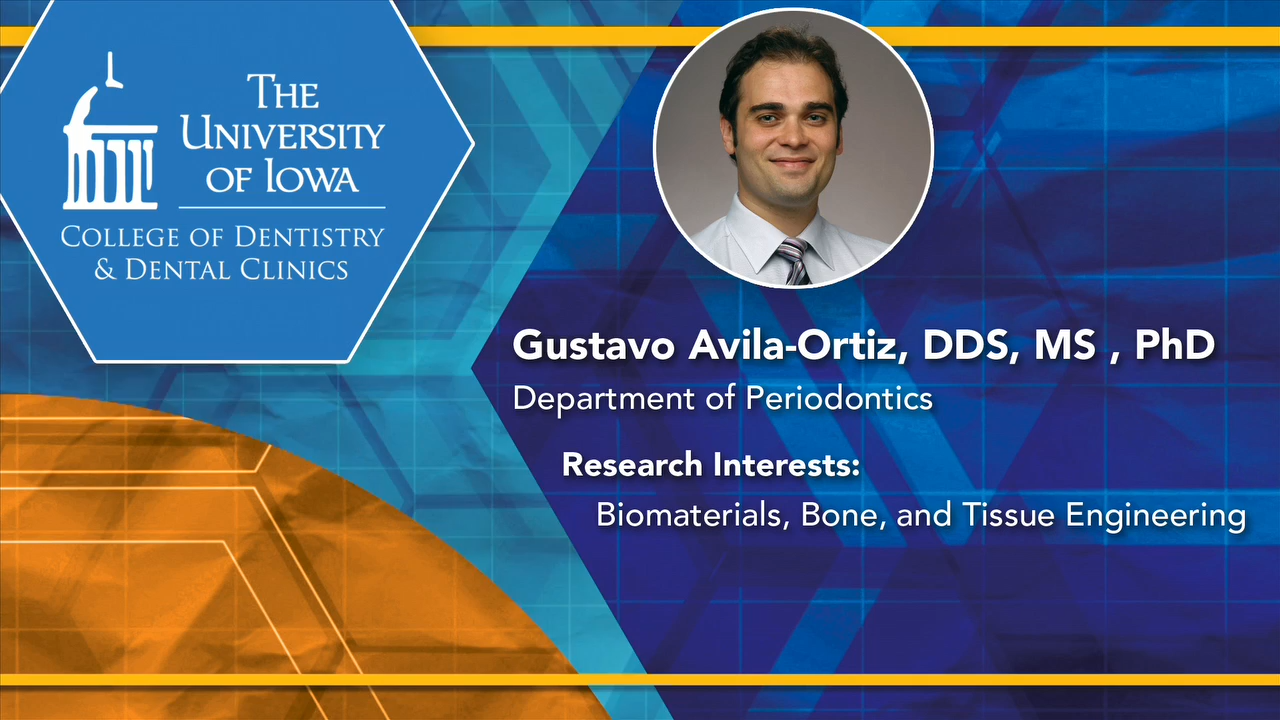 THE
UNIVERSITY
OF IOWA
COLLEGE OF DENTISTRY
& DENTAL CLINICS
Gustavo Avila-Ortiz, DDS, MS , PhD
Department of Periodontics
Research Interests:
Biomaterials, Bone, and Tissue Engineering